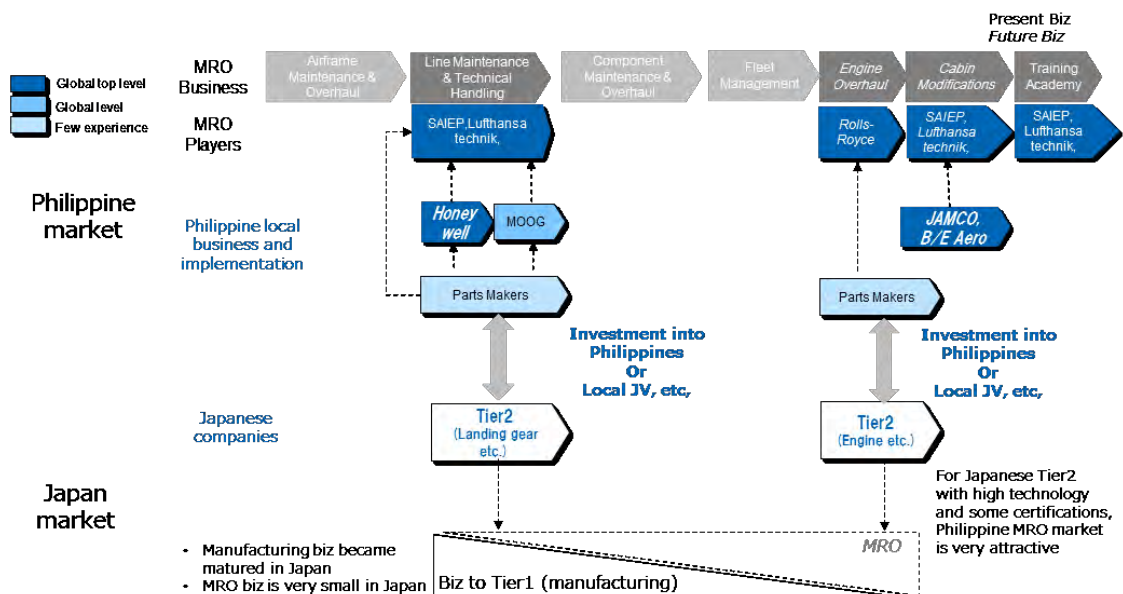 Present Biz
Future Biz
Global top level
Global level
Few experience
MRO
Business
Airframe
Maintenance &
Overhaul
Line Maintenance
& Technical
Handling
Component
Maintenance &
Overhaul
Fleet
Management
Engine
Overhaul
Cabin
Modifications
Training
Academy
MRO
Players
SAIEP,Lufthansa
technik,
Rolls-
Royce
SAIEP,
Lufthansa
technik,
SAIEP,
Lufthansa
technik,
Philippine
market
Philippine local
business and
implementation
Honey
well
MOOG
JAMCO,
B/E Aero
Parts Makers
Parts Makers
Investment into
Philippines
Or
Local JV, etc,
Investment into
Philippines
Or
Local JV, etc,
Japanese
companies
Tier2
(Landing gear
etc.)
Tier2
(Engine etc.)
Japan
market
For Japanese Tier2
with high technology
and some certifications,
Philippine MRO market
is very attractive
• Manufacturing biz became
matured in Japan
• MRO biz is very small in Japan
MRO
Biz to Tier1 (manufacturing)